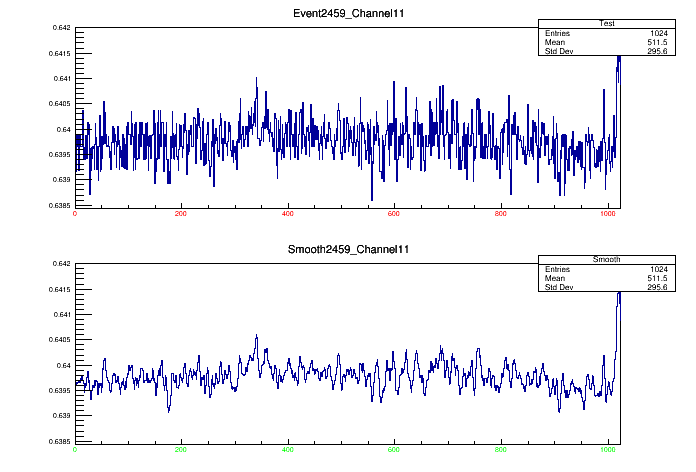 Event2459_Channel11
Test
Entries 1024
Mean 511.5
Std Dev 295.6
0.642
0.6415
0.641
0.6405
0.64
0.6395
0.639
0.6385
0 200 400 600 800 1000
Smooth2459_Channel11
Smooth
Entries 1024
Mean 511.5
Std Dev 295.6
0.642
0.6415
0.641
0.6405
0.64
0.6395
0.639
0.6385
0 200 400 600 800 1000